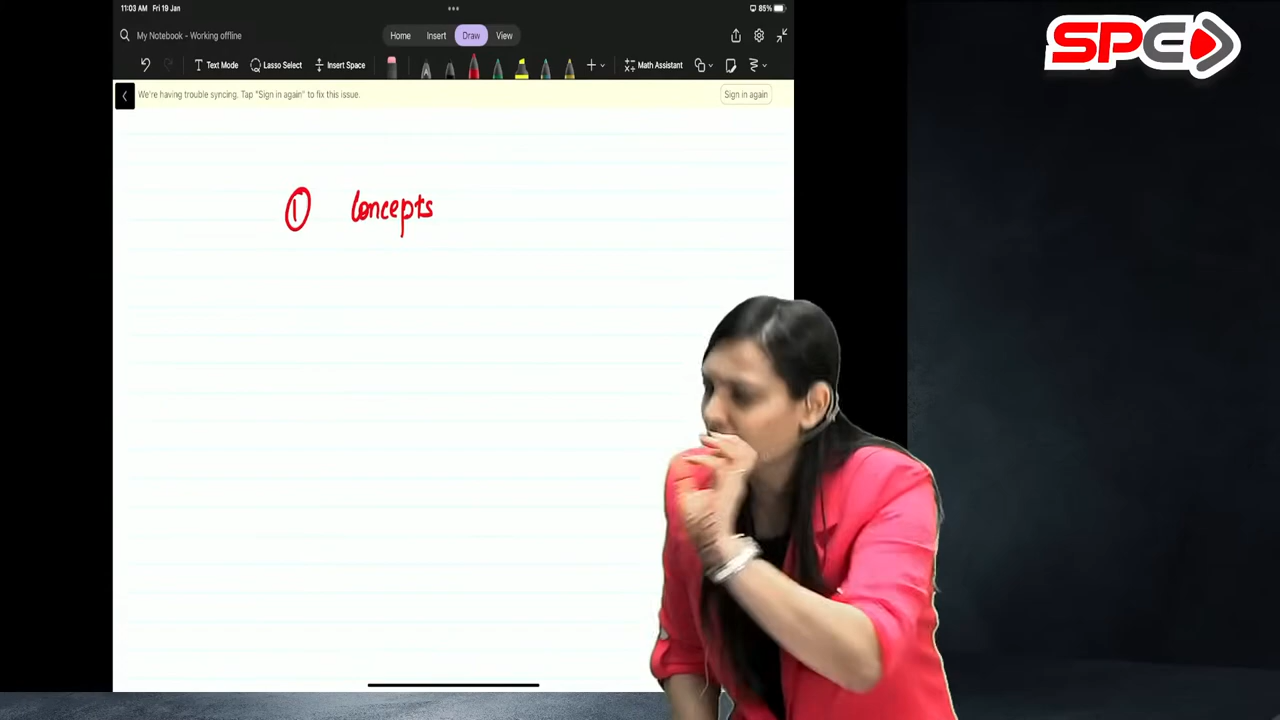 11:03 AM Fri 19 Jan
85%
My Notebook - Working offline
Home Insert Draw View
Text Mode Lasso Select Insert Space Math Assistant
We're having trouble syncing. Tap "Sign in again" to fix this issue. Sign in again
① Concepts
SPE